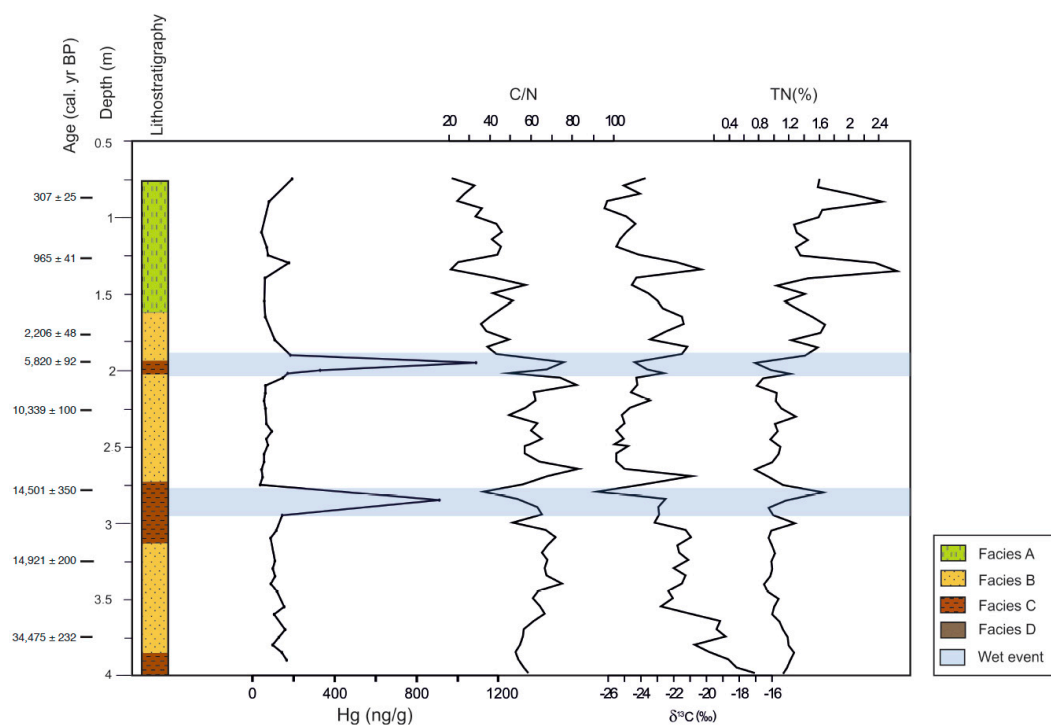 Age (cal. yr BP)
Depth (m)
Lithostratigraphy
C/N
TN(%)
20 40 60 80 100
0.4 0.8 1.2 1.6 2 2.4
0.5
307 ± 25
1
965 ± 41
1.5
2,206 ± 48
5,820 ± 92
2
10,339 ± 100
2.5
14,501 ± 350
3
14,921 ± 200
3.5
34,475 ± 232
4
Facies A
Facies B
Facies C
Facies D
Wet event
0 400 800 1200
-26 -24 -22 -20 -18 -16
Hg (ng/g)
δ¹³C (‰)